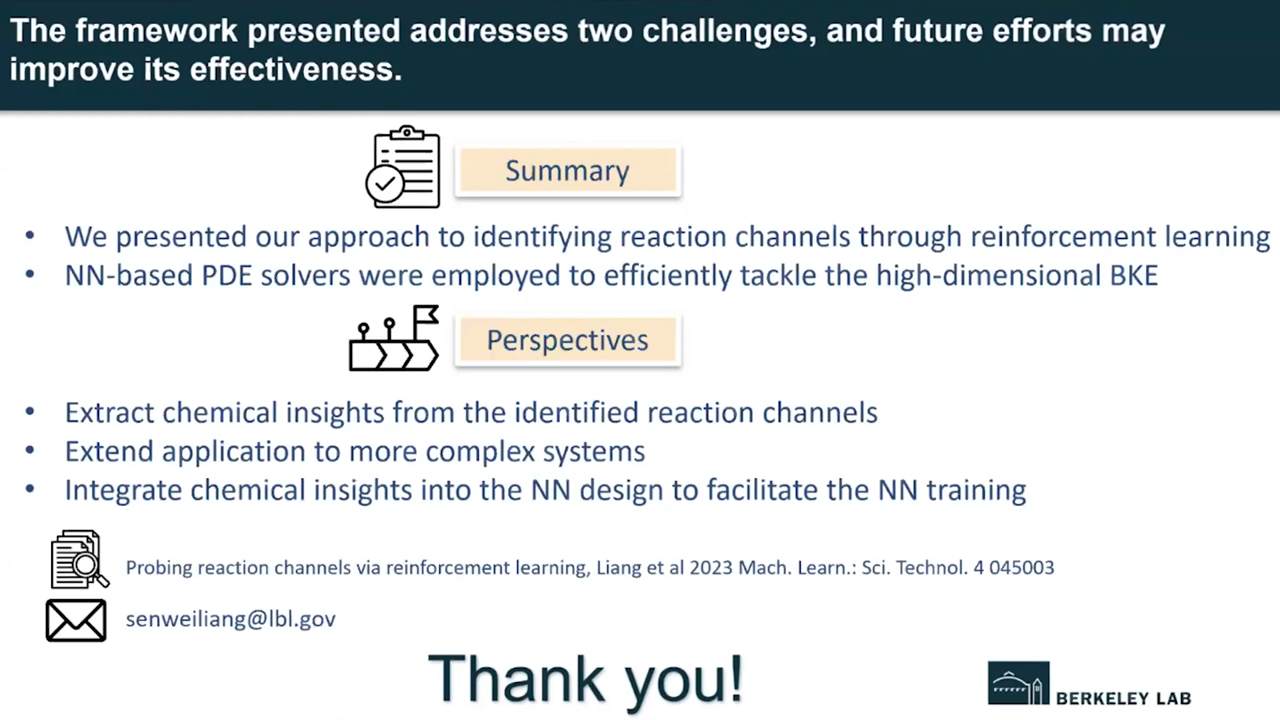 The framework presented addresses two challenges, and future efforts may
improve its effectiveness.
Summary
• We presented our approach to identifying reaction channels through reinforcement learning
• NN-based PDE solvers were employed to efficiently tackle the high-dimensional BKE
Perspectives
• Extract chemical insights from the identified reaction channels
• Extend application to more complex systems
• Integrate chemical insights into the NN design to facilitate the NN training
Probing reaction channels via reinforcement learning, Liang et al 2023 Mach. Learn.: Sci. Technol. 4 045003
senweiliang@lbl.gov
Thank you!
BERKELEY LAB